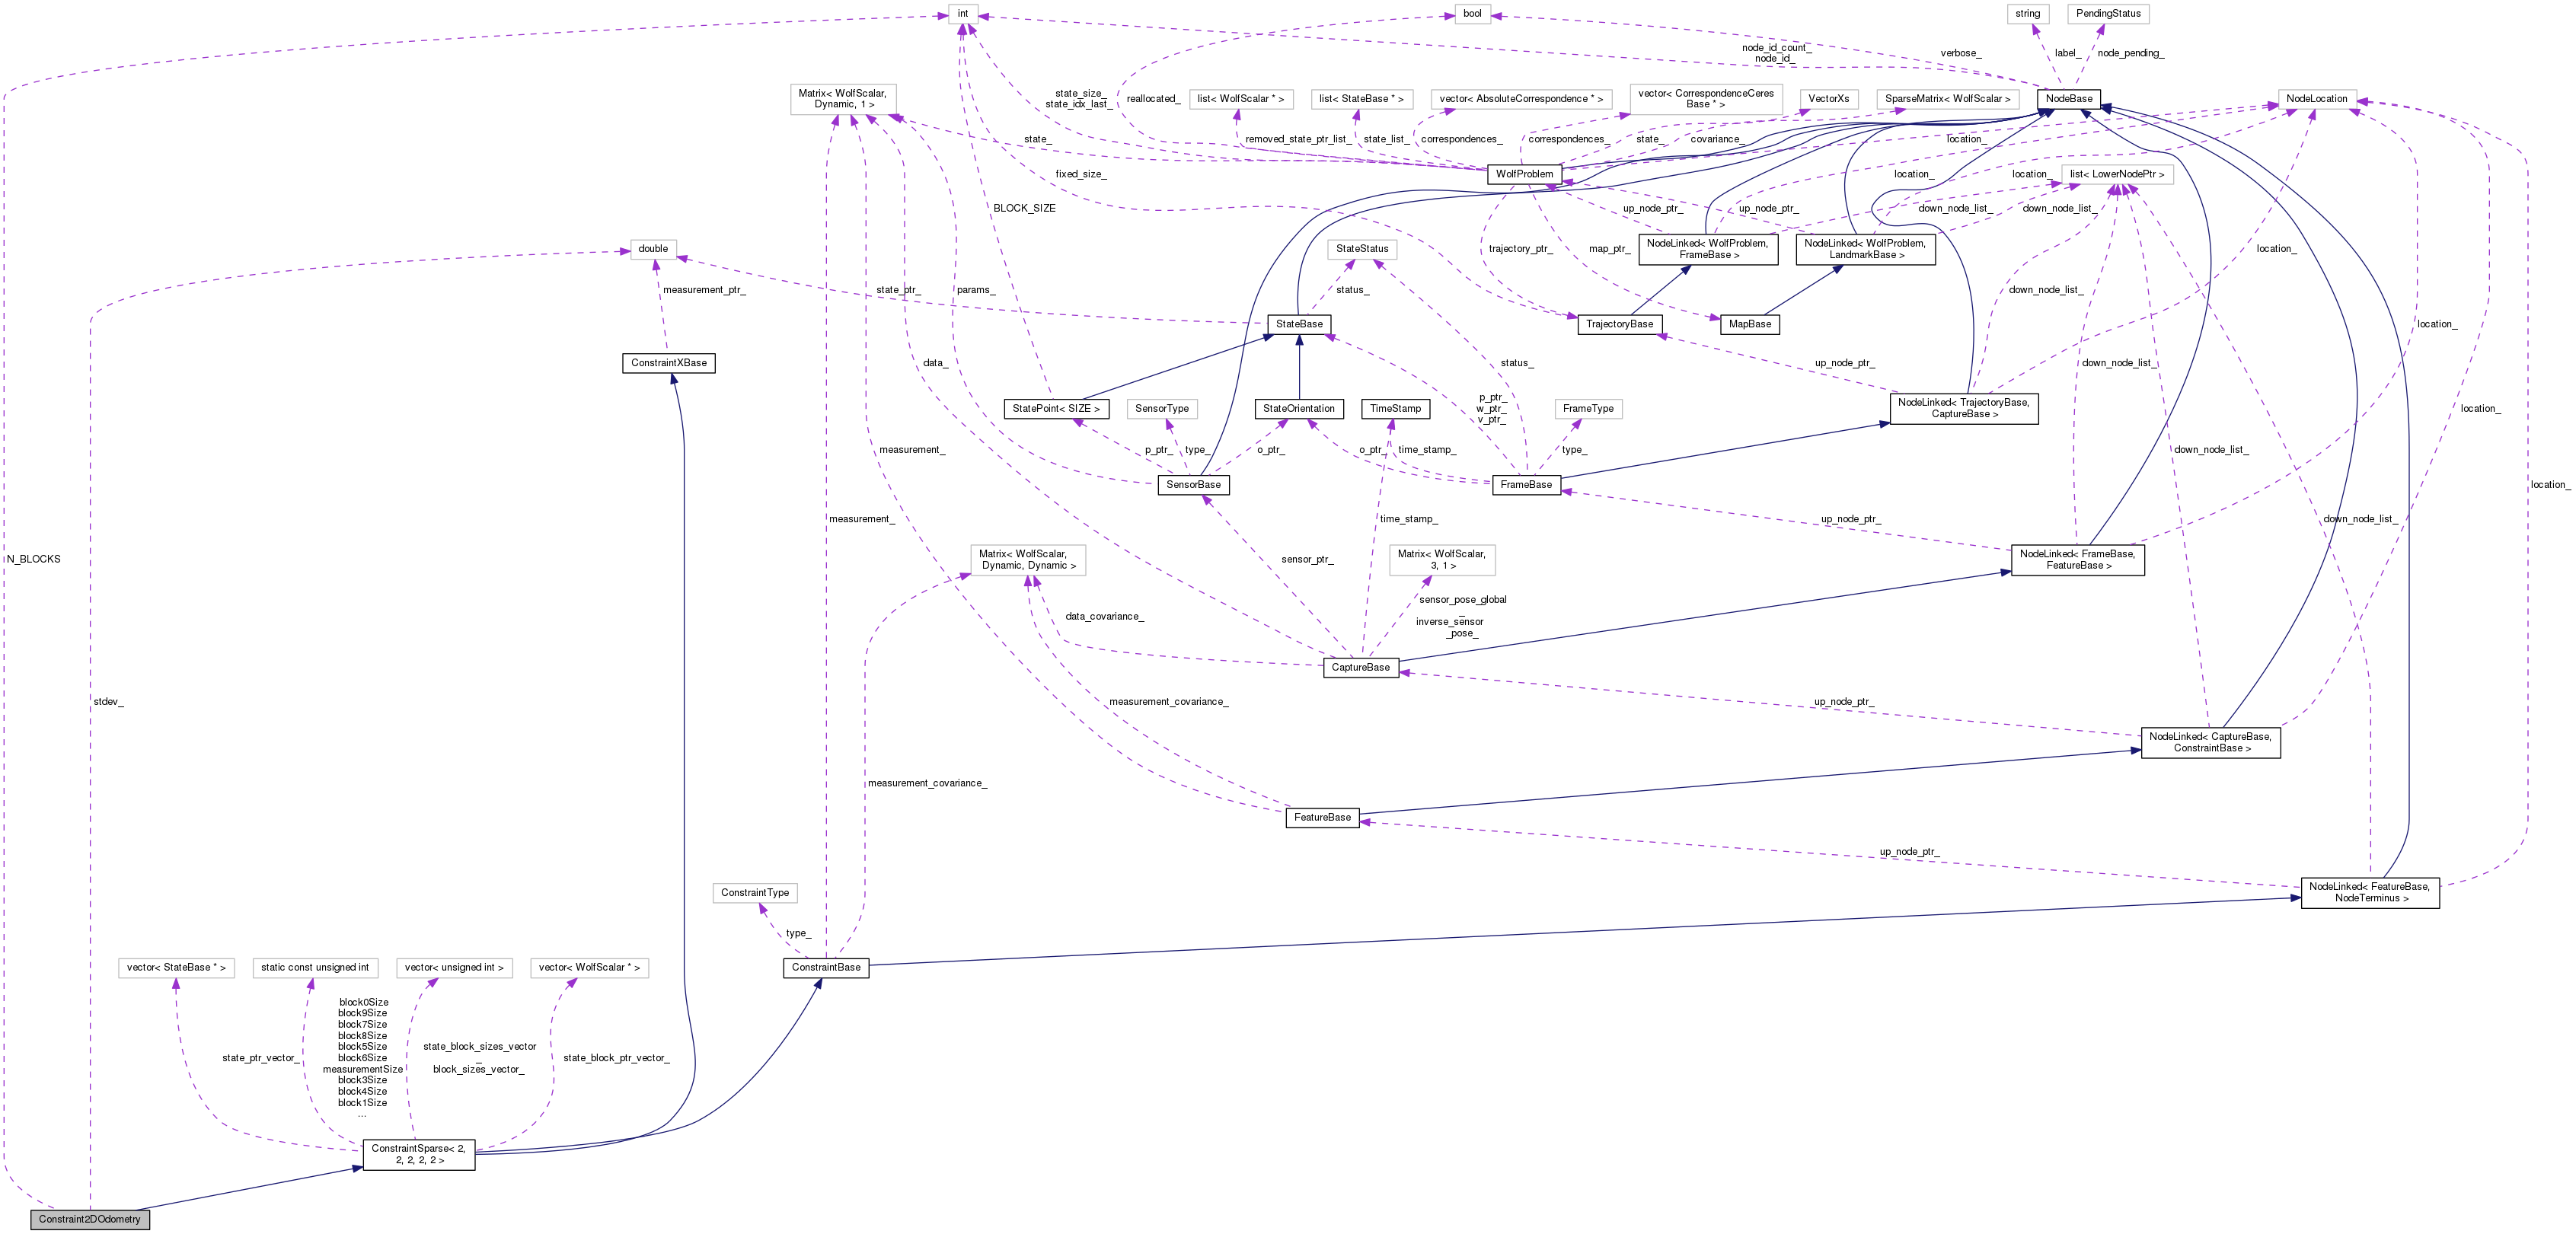 int
bool
string
PendingStatus
node_id_count_
node_id_
verbose_
label_
node_pending_
Matrix< WolfScalar,
Dynamic, 1 >
state_size_
state_idx_last_
reallocated_
list< WolfScalar * >
list< StateBase * >
vector< AbsoluteCorrespondence * >
vector< CorrespondenceCeres
Base * >
VectorXs
SparseMatrix< WolfScalar >
NodeBase
NodeLocation
state_
removed_state_ptr_list_
state_list_
correspondences_
correspondences_
state_
covariance_
location_
fixed_size_
WolfProblem
location_
location_
list< LowerNodePtr >
BLOCK_SIZE
up_node_ptr_
up_node_ptr_
down_node_list_
down_node_list_
double
StateStatus
trajectory_ptr_
map_ptr_
NodeLinked< WolfProblem,
FrameBase >
NodeLinked< WolfProblem,
LandmarkBase >
location_
measurement_ptr_
state_ptr_
params_
status_
down_node_list_
StateBase
TrajectoryBase
MapBase
location_
ConstraintXBase
data_
status_
up_node_ptr_
down_node_list_
StatePoint< SIZE >
SensorType
StateOrientation
TimeStamp
p_ptr_
w_ptr_
v_ptr_
FrameType
NodeLinked< TrajectoryBase,
CaptureBase >
location_
measurement_
p_ptr_
type_
o_ptr_
o_ptr_
time_stamp_
type_
down_node_list_
SensorBase
FrameBase
location_
measurement_
time_stamp_
up_node_ptr_
down_node_list_
N_BLOCKS
Matrix< WolfScalar,
Dynamic, Dynamic >
sensor_ptr_
Matrix< WolfScalar,
3, 1 >
NodeLinked< FrameBase,
FeatureBase >
data_covariance_
sensor_pose_global
_
inverse_sensor
_pose_
CaptureBase
stdev_
measurement_covariance_
up_node_ptr_
NodeLinked< CaptureBase,
ConstraintBase >
measurement_covariance_
FeatureBase
up_node_ptr_
ConstraintType
NodeLinked< FeatureBase,
NodeTerminus >
type_
vector< StateBase * >
static const unsigned int
vector< unsigned int >
vector< WolfScalar * >
ConstraintBase
state_ptr_vector_
block0Size
block9Size
block7Size
block8Size
block5Size
block6Size
measurementSize
block3Size
block4Size
block1Size
...
state_block_sizes_vector
_
block_sizes_vector_
state_block_ptr_vector_
ConstraintSparse< 2,
2, 2, 2, 2 >
Constraint2DOdometry